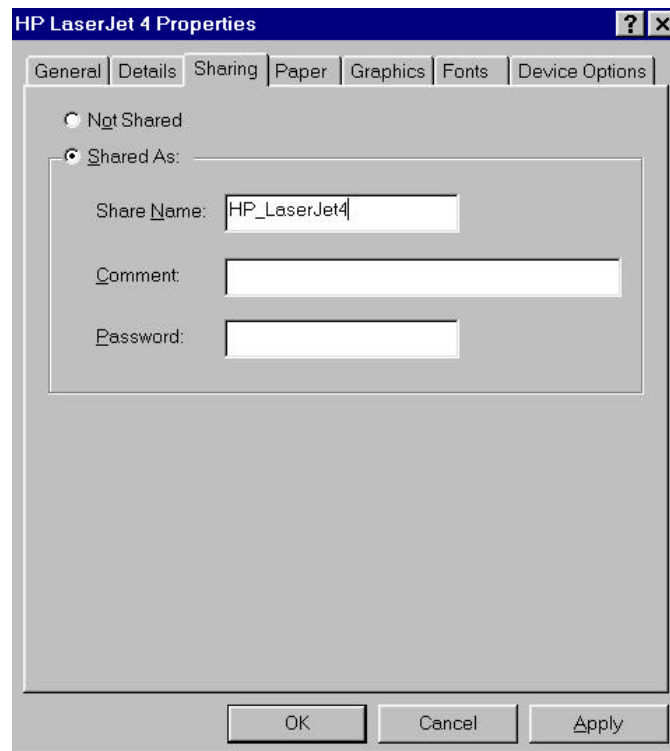 HP LaserJet 4 Properties
General Details Sharing Paper Graphics Fonts Device Options
Not Shared
Shared As:
Share Name: HP_LaserJet4
Comment:
Password:
OK Cancel Apply